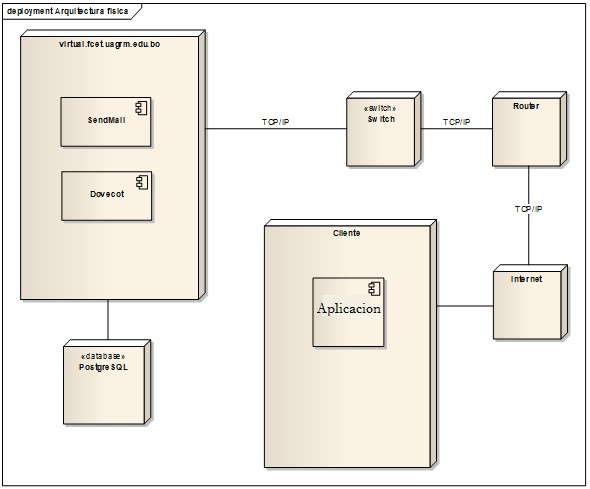 deployment Arquitectura fisica
virtual.fcet.uagrm.edu.bo
SendMail
Dovecot
TCP/IP
«switch»
Switch
TCP/IP
Router
TCP/IP
Cliente
Aplicacion
Internet
«database»
PostgreSQL